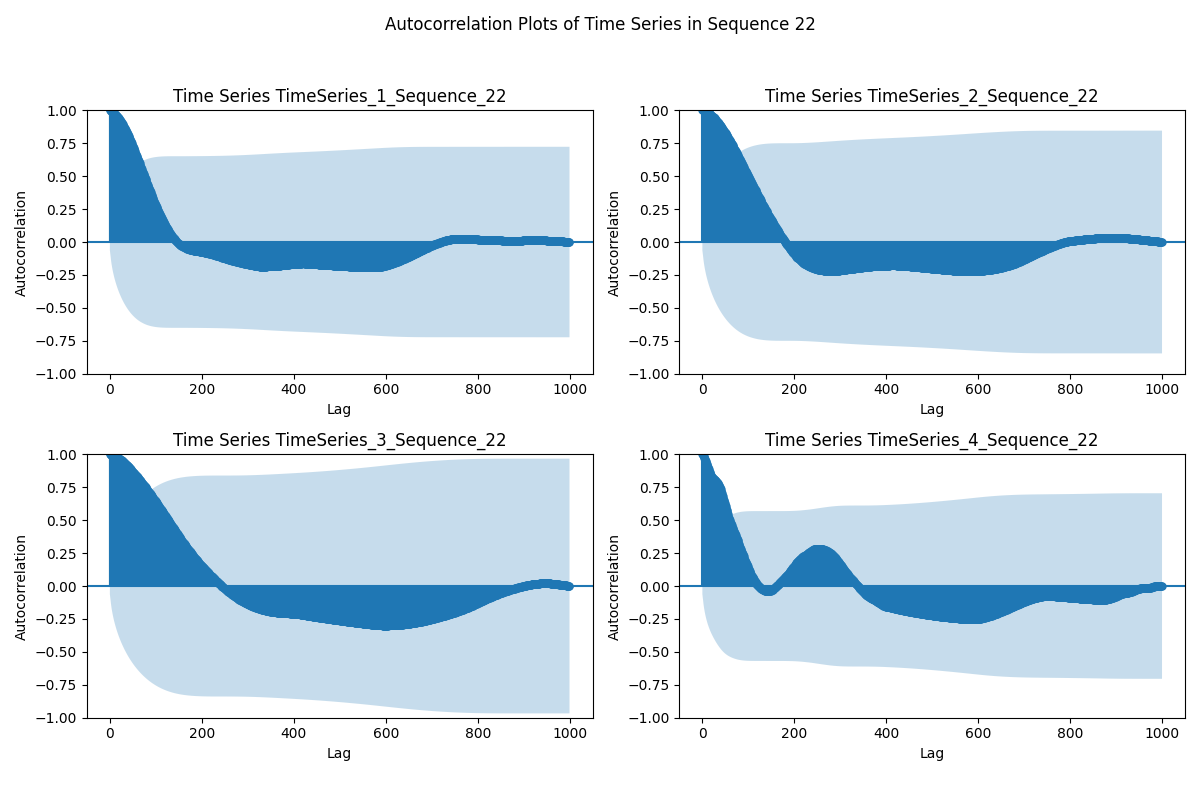 Autocorrelation Plots of Time Series in Sequence 22
Time Series TimeSeries_1_Sequence_22
1.00
0.75
0.50
0.25
0.00
−0.25
−0.50
−0.75
−1.00
Autocorrelation
0 200 400 600 800 1000
Lag
Time Series TimeSeries_2_Sequence_22
1.00
0.75
0.50
0.25
0.00
−0.25
−0.50
−0.75
−1.00
Autocorrelation
0 200 400 600 800 1000
Lag
Time Series TimeSeries_3_Sequence_22
1.00
0.75
0.50
0.25
0.00
−0.25
−0.50
−0.75
−1.00
Autocorrelation
0 200 400 600 800 1000
Lag
Time Series TimeSeries_4_Sequence_22
1.00
0.75
0.50
0.25
0.00
−0.25
−0.50
−0.75
−1.00
Autocorrelation
0 200 400 600 800 1000
Lag